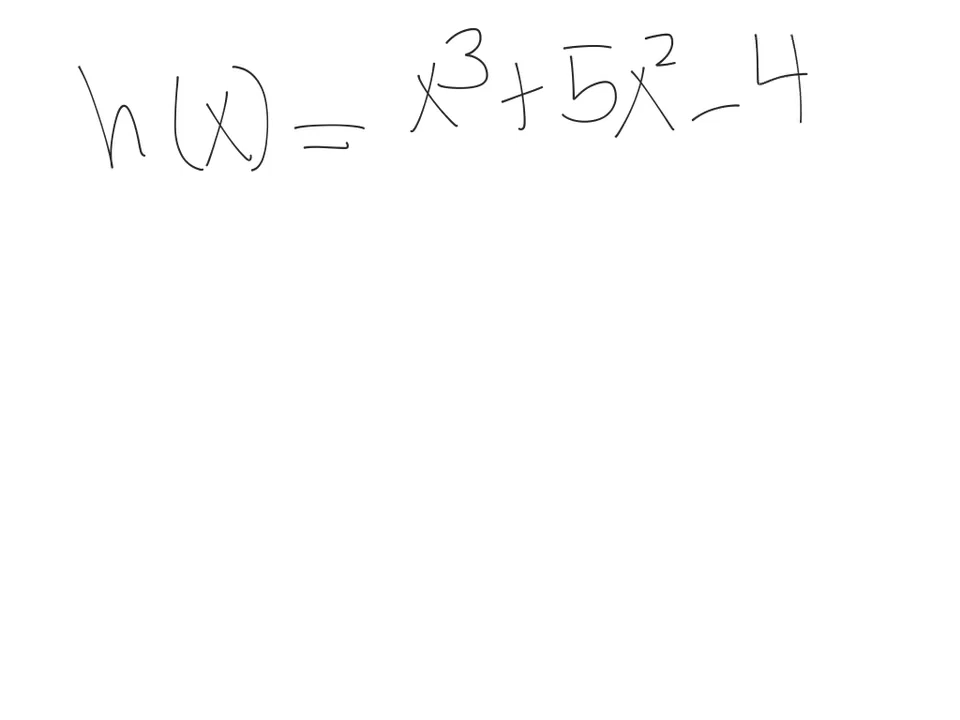 h(x) = x³ + 5x² - 4